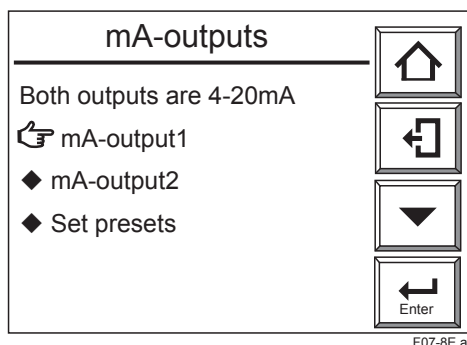 mA-outputs
Both outputs are 4-20mA
mA-output1
mA-output2
Set presets
Enter
F07-8E.a